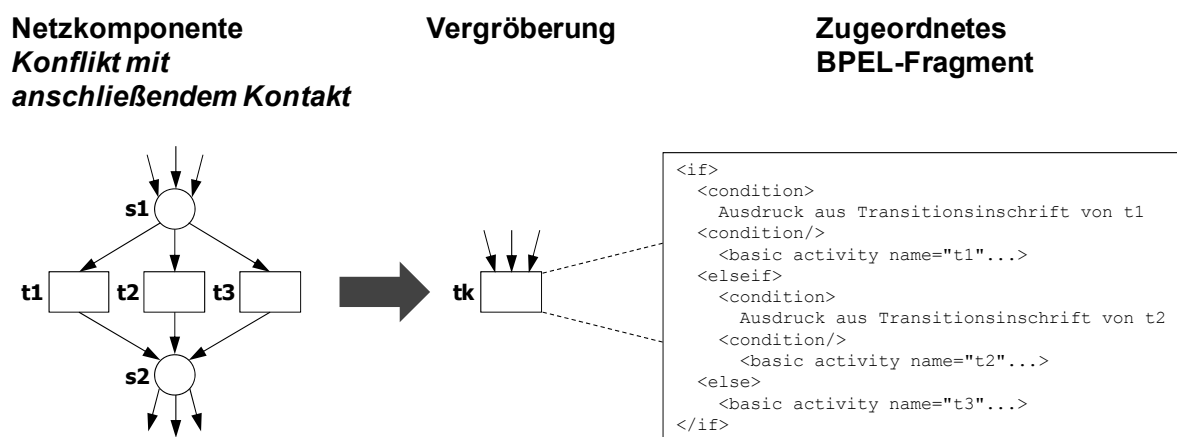 Netzkomponente
Konflikt mit
anschließendem Kontakt
Vergröberung
Zugeordnetes
BPEL-Fragment
s1
t1
t2
t3
s2
tk
<if>
<condition>
Ausdruck aus Transitionsinschrift von t1
<condition/>
<basic activity name="t1"...>
<elseif>
<condition>
Ausdruck aus Transitionsinschrift von t2
<condition/>
<basic activity name="t2"...>
<else>
<basic activity name="t3"...>
</if>